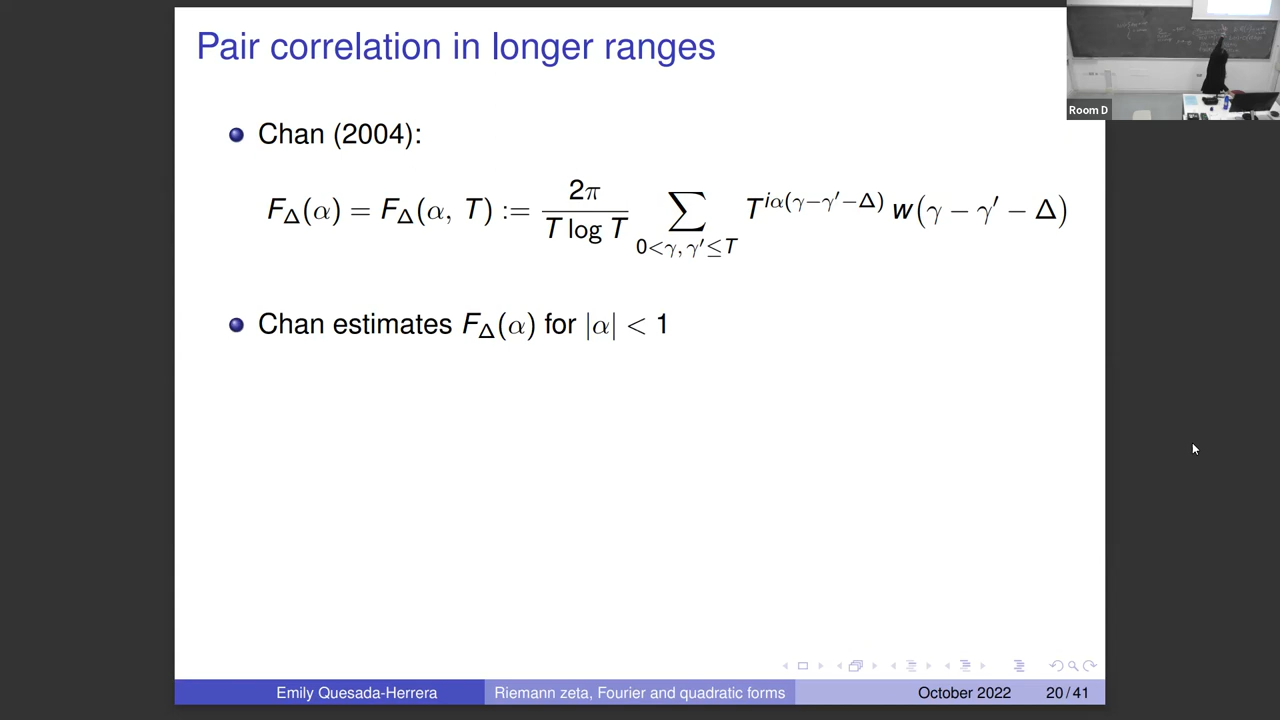 Pair correlation in longer ranges
Room D
Chan (2004):
F_Δ(α) = F_Δ(α, T) := 2π / (T log T) ∑_{0<γ,γ′≤T} T^{iα(γ−γ′−Δ)} w(γ − γ′ − Δ)
Chan estimates F_Δ(α) for |α| < 1
Emily Quesada-Herrera Riemann zeta, Fourier and quadratic forms October 2022 20/41